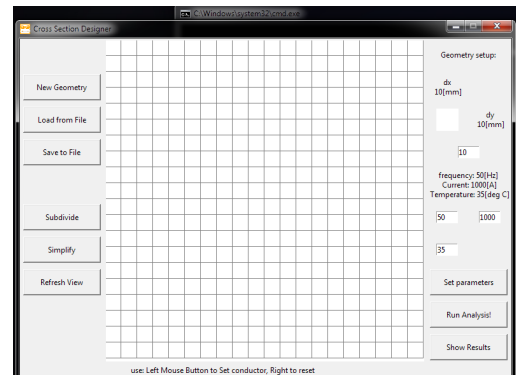 C:\Windows\system32\cmd.exe
Cross Section Designer
New Geometry
Load from File
Save to File
Subdivide
Simplify
Refresh View
Geometry setup:
dx
10[mm]
dy
10[mm]
10
frequency: 50[Hz]
Current: 1000[A]
Temperature: 35[deg C]
50 1000
35
Set parameters
Run Analysis!
Show Results
use: Left Mouse Button to Set conductor, Right to reset